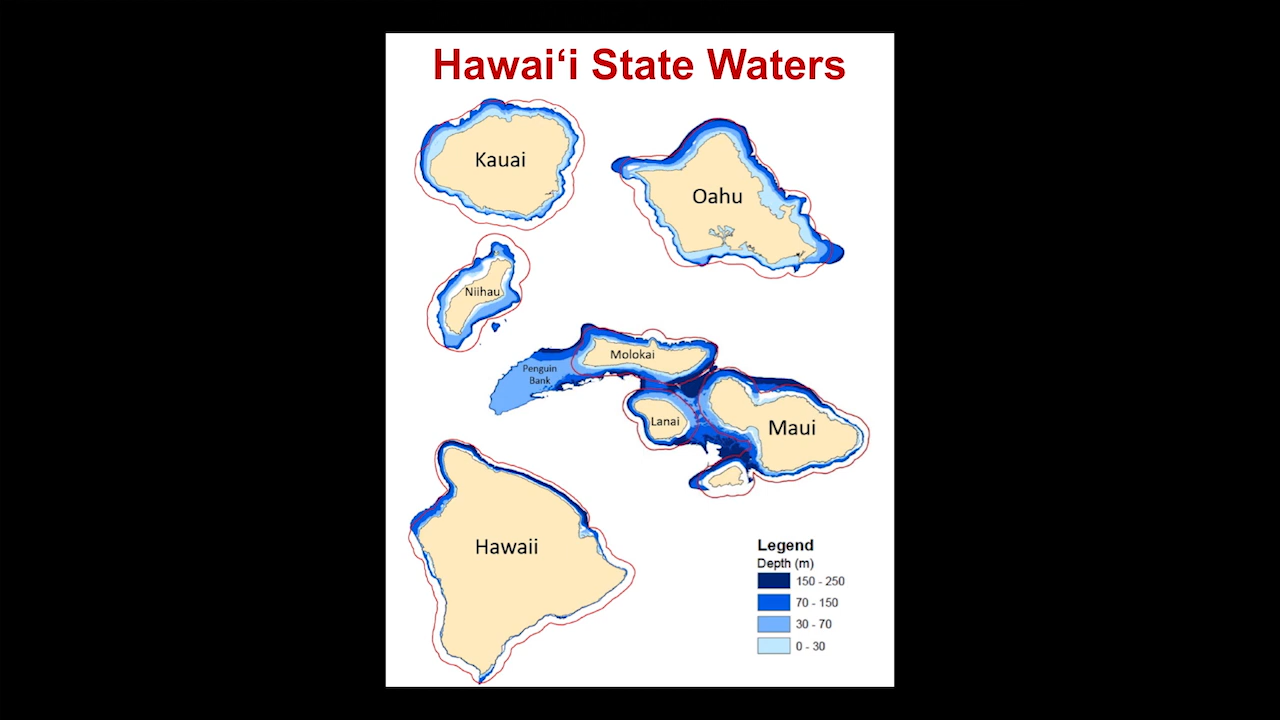 Hawaiʻi State Waters
Kauai
Oahu
Niihau
Molokai
Penguin
Bank
Lanai
Maui
Hawaii
Legend
Depth (m)
150 - 250
70 - 150
30 - 70
0 - 30